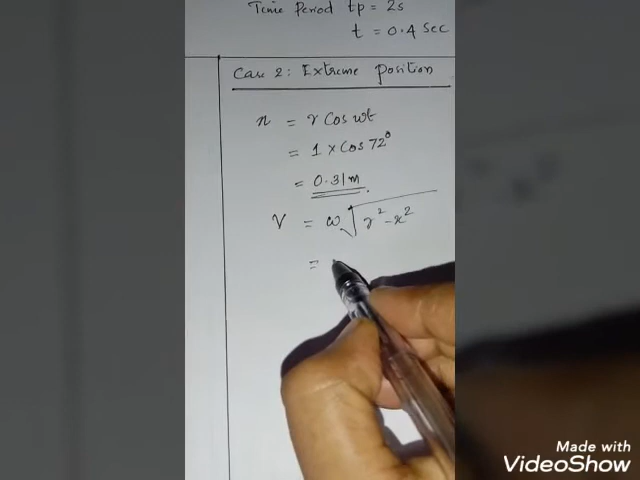 Time Period tp = 2s
t = 0.4 Sec
Case 2: Extreme Position
x = r Cos wt
= 1 x Cos 72°
= 0.31m
V = ω√r²-x²
=
Made with
VideoShow